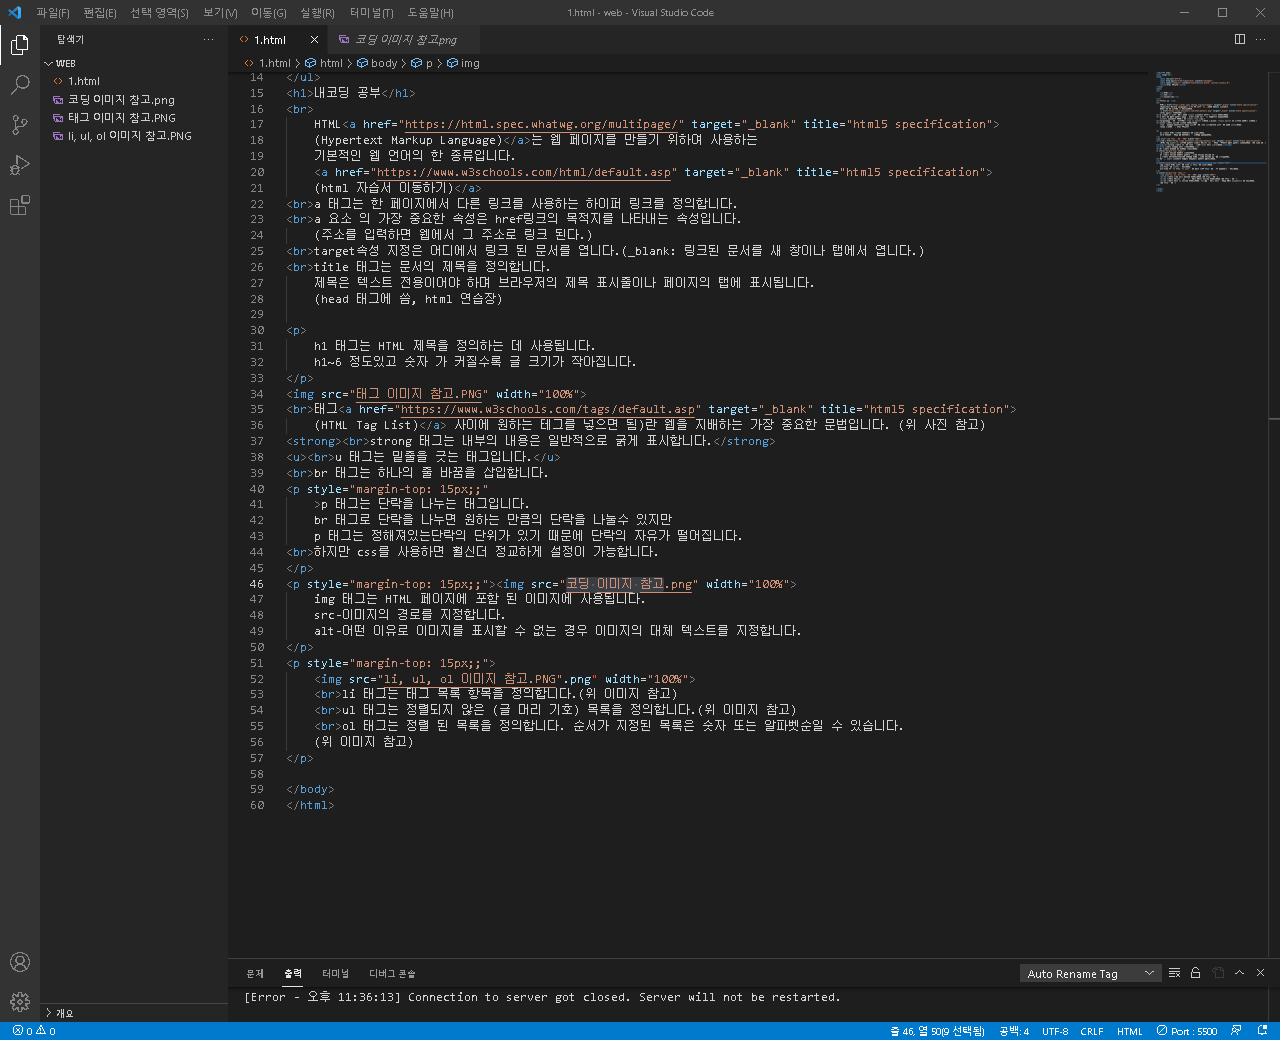 파일(F) 편집(E) 선택 영역(S) 보기(V) 이동(G) 실행(R) 터미널(T) 도움말(H) 1.html - web - Visual Studio Code
탐색기
WEB
1.html
코딩 이미지 참고.png
태그 이미지 참고.PNG
li, ul, ol 이미지 참고.PNG
개요
1.html 코딩 이미지 참고.png
1.html > html > body > p > img
14 </ul>
15 <h1>내코딩 공부</h1>
16 <br>
17 HTML<a href="https://html.spec.whatwg.org/multipage/" target="_blank" title="html5 specification">
18 (Hypertext Markup Language)</a>는 웹 페이지를 만들기 위하여 사용하는
19 기본적인 웹 언어의 한 종류입니다.
20 <a href="https://www.w3schools.com/html/default.asp" target="_blank" title="html5 specification">
21 (html 자습서 이동하기)</a>
22 <br>a 태그는 한 페이지에서 다른 링크를 사용하는 하이퍼 링크를 정의합니다.
23 <br>a 요소 의 가장 중요한 속성은 href링크의 목적지를 나타내는 속성입니다.
24 (주소를 입력하면 웹에서 그 주소로 링크 된다.)
25 <br>target속성 지정은 어디에서 링크 된 문서를 엽니다.(_blank: 링크된 문서를 새 창이나 탭에서 엽니다.)
26 <br>title 태그는 문서의 제목을 정의합니다.
27 제목은 텍스트 전용이어야 하며 브라우저의 제목 표시줄이나 페이지의 탭에 표시됩니다.
28 (head 태그에 씀, html 연습장)
29
30 <p>
31 h1 태그는 HTML 제목을 정의하는 데 사용됩니다.
32 h1~6 정도있고 숫자 가 커질수록 글 크기가 작아집니다.
33 </p>
34 <img src="태그 이미지 참고.PNG" width="100%">
35 <br>태그<a href="https://www.w3schools.com/tags/default.asp" target="_blank" title="html5 specification">
36 (HTML Tag List)</a> 사이에 원하는 테그를 넣으면 됨)란 웹을 지배하는 가장 중요한 문법입니다. (위 사진 참고)
37 <strong><br>strong 태그는 내부의 내용은 일반적으로 굵게 표시합니다.</strong>
38 <u><br>u 태그는 밑줄을 긋는 태그입니다.</u>
39 <br>br 태그는 하나의 줄 바꿈을 삽입합니다.
40 <p style="margin-top: 15px;;"
41 >p 태그는 단락을 나누는 태그입니다.
42 br 태그로 단락을 나누면 원하는 만큼의 단락을 나눌수 있지만
43 p 태그는 정해져있는단락의 단위가 있기 때문에 단락의 자유가 떨어집니다.
44 <br>하지만 css를 사용하면 훨신더 정교하게 설정이 가능합니다.
45 </p>
46 <p style="margin-top: 15px;;"><img src="코딩 이미지 참고.png" width="100%">
47 img 태그는 HTML 페이지에 포함 된 이미지에 사용됩니다.
48 src-이미지의 경로를 지정합니다.
49 alt-어떤 이유로 이미지를 표시할 수 없는 경우 이미지의 대체 텍스트를 지정합니다.
50 </p>
51 <p style="margin-top: 15px;;">
52 <img src="li, ul, ol 이미지 참고.PNG".png" width="100%">
53 <br>li 태그는 태그 목록 항목을 정의합니다.(위 이미지 참고)
54 <br>ul 태그는 정렬되지 않은 (글 머리 기호) 목록을 정의합니다.(위 이미지 참고)
55 <br>ol 태그는 정렬 된 목록을 정의합니다. 순서가 지정된 목록은 숫자 또는 알파벳순일 수 있습니다.
56 (위 이미지 참고)
57 </p>
58
59 </body>
60 </html>
문제 출력 터미널 디버그 콘솔 Auto Rename Tag
[Error - 오후 11:36:13] Connection to server got closed. Server will not be restarted.
0 0 줄 46, 열 50(9 선택됨) 공백: 4 UTF-8 CRLF HTML Port : 5500